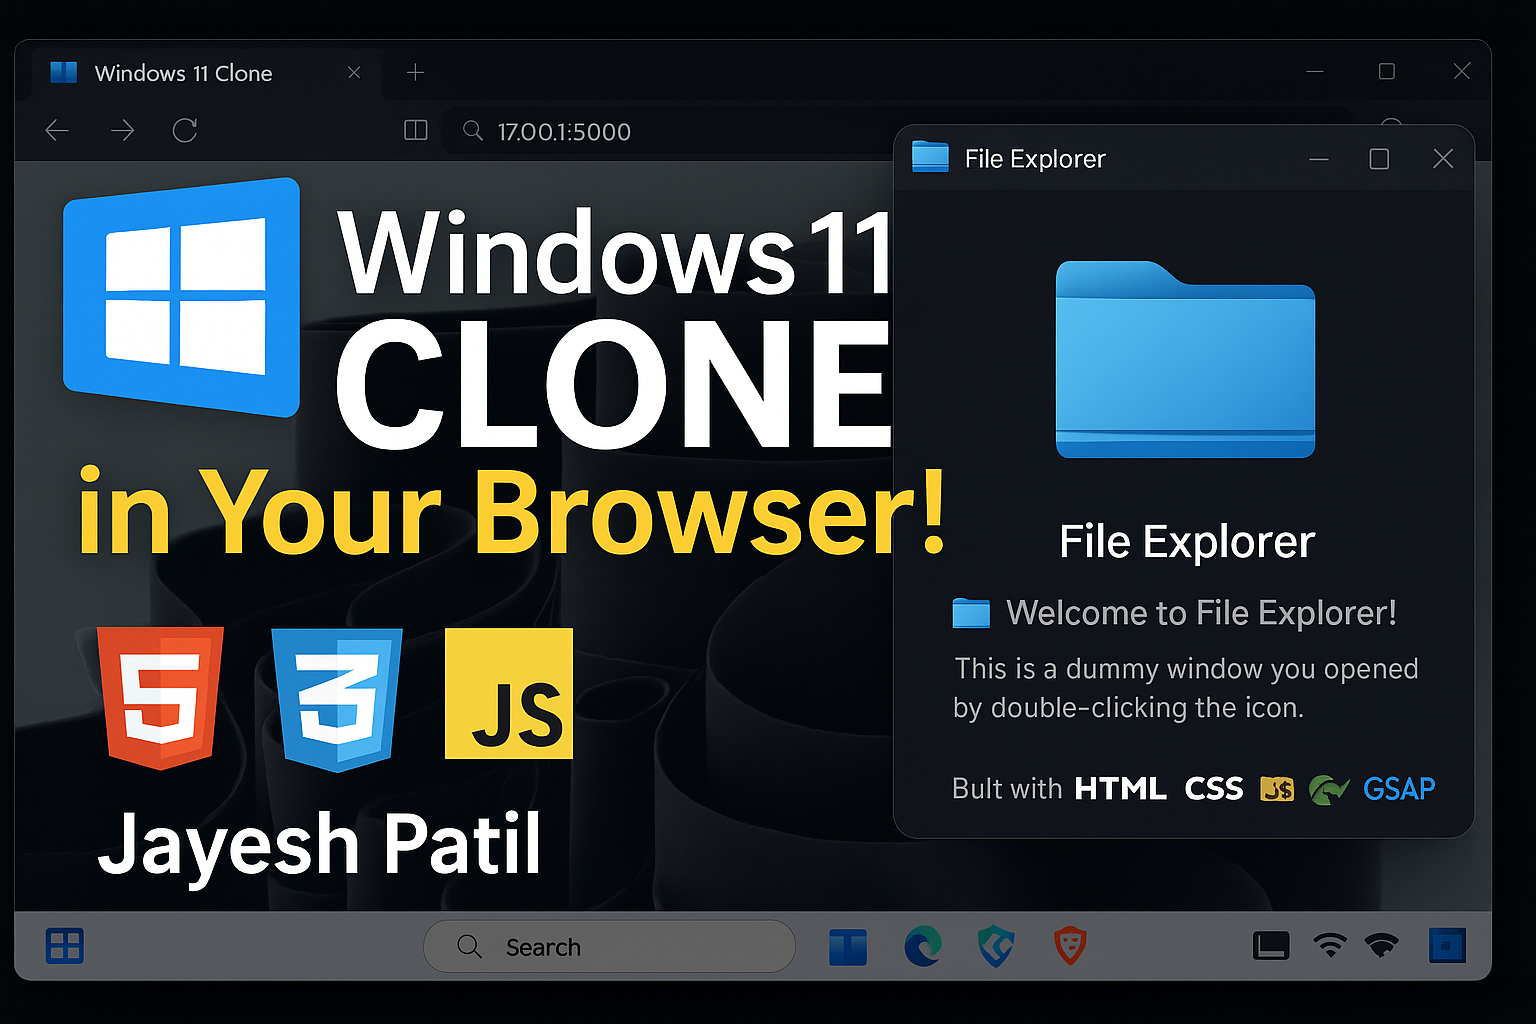 Windows 11 Clone
17.00.1:5000
File Explorer
Windows 11
CLONE
in Your Browser!
5
3
JS
Jayesh Patil
File Explorer
Welcome to File Explorer!
This is a dummy window you opened
by double-clicking the icon.
Bult with HTML CSS JS GSAP
Search